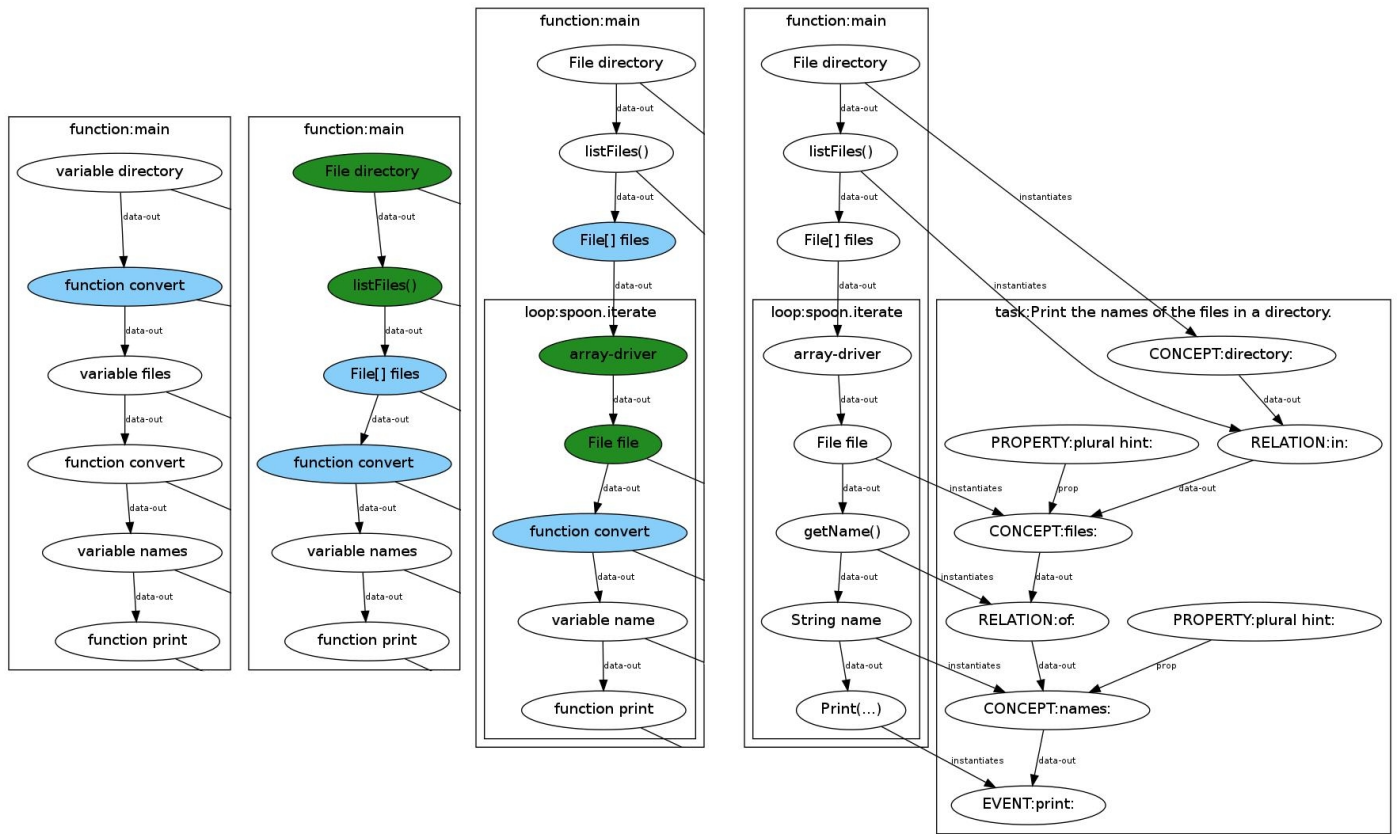 function:main
variable directory
data-out
function convert
data-out
variable files
data-out
function convert
data-out
variable names
data-out
function print
function:main
File directory
data-out
listFiles()
data-out
File[] files
data-out
function convert
data-out
variable names
data-out
function print
function:main
File directory
data-out
listFiles()
data-out
File[] files
data-out
loop:spoon.iterate
array-driver
data-out
File file
data-out
function convert
data-out
variable name
data-out
function print
function:main
File directory
data-out
instantiates
listFiles()
data-out
instantiates
File[] files
data-out
loop:spoon.iterate
array-driver
data-out
File file
data-out
instantiates
getName()
data-out
instantiates
String name
data-out
instantiates
Print(...)
instantiates
task:Print the names of the files in a directory.
CONCEPT:directory:
data-out
PROPERTY:plural hint:
RELATION:in:
prop
data-out
CONCEPT:files:
data-out
RELATION:of:
PROPERTY:plural hint:
data-out
prop
CONCEPT:names:
data-out
EVENT:print: